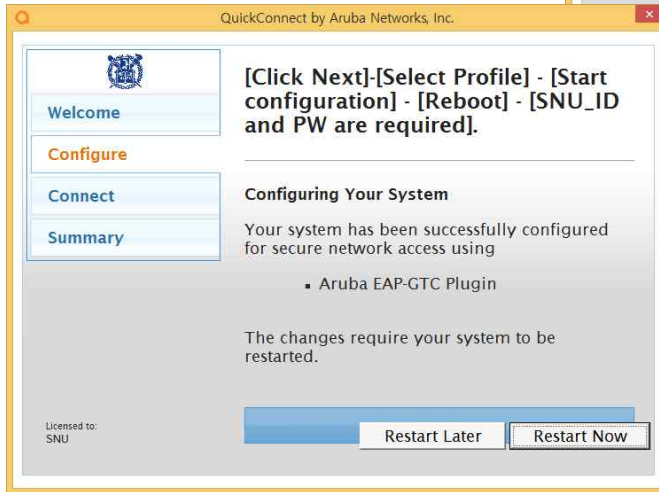 QuickConnect by Aruba Networks, Inc.
Welcome
Configure
Connect
Summary
[Click Next]-[Select Profile] - [Start
configuration] - [Reboot] - [SNU_ID
and PW are required].
Configuring Your System
Your system has been successfully configured
for secure network access using
▪ Aruba EAP-GTC Plugin
The changes require your system to be
restarted.
Licensed to:
SNU
Restart Later
Restart Now